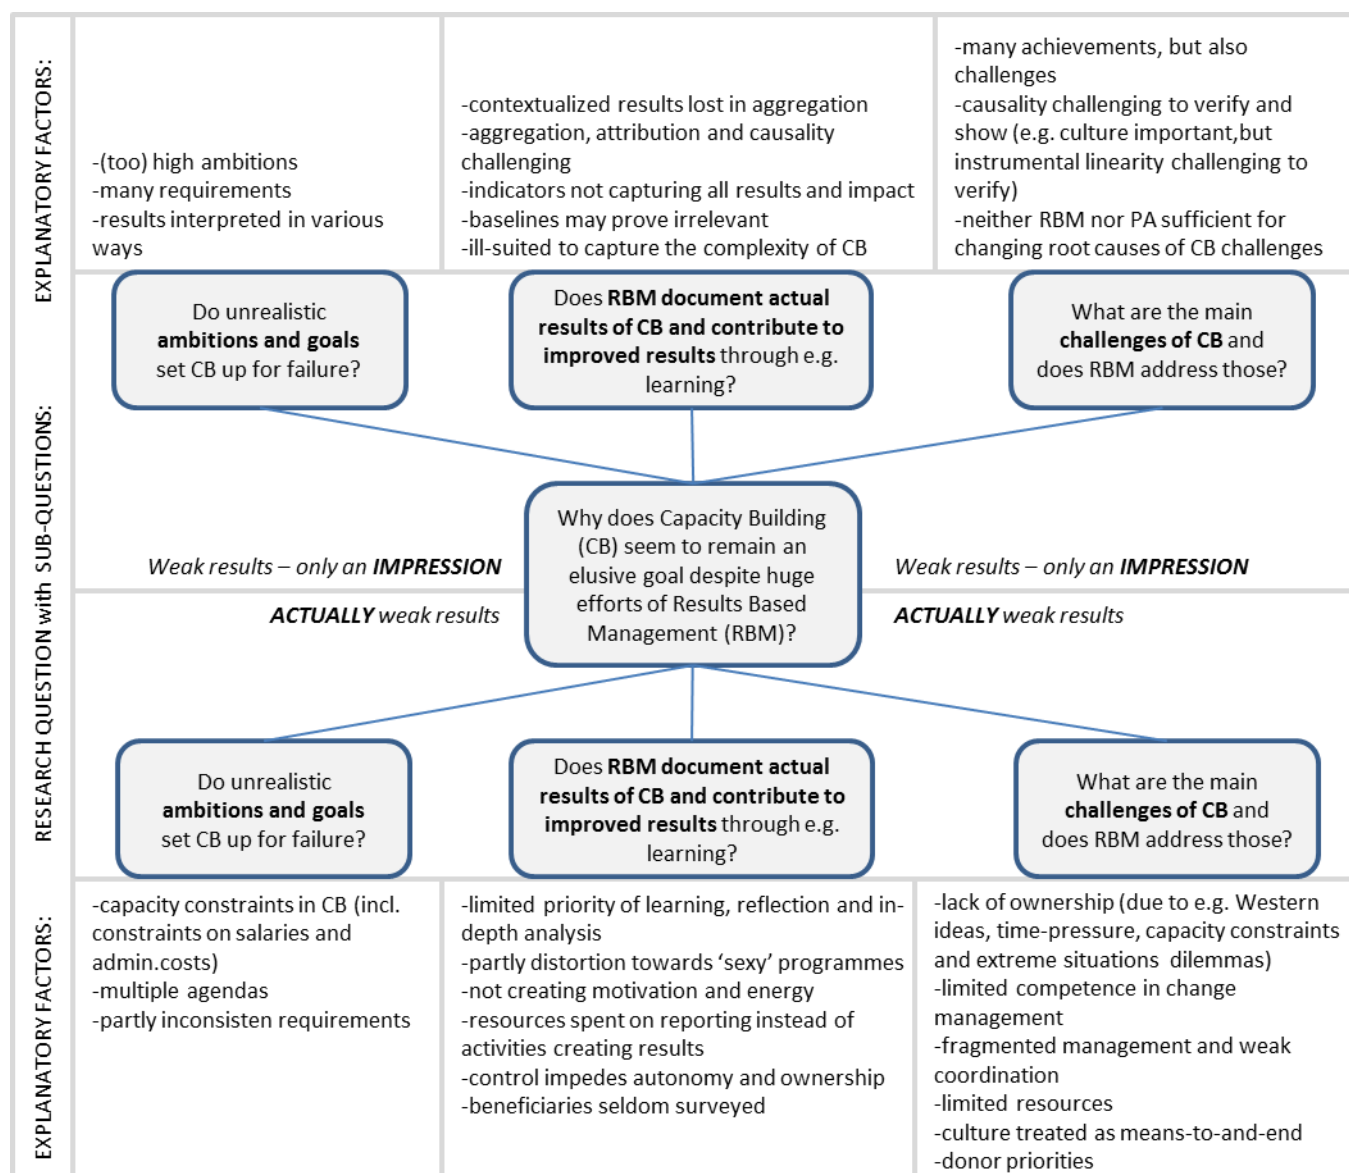 EXPLANATORY FACTORS:
-(too) high ambitions
-many requirements
-results interpreted in various
ways
-contextualized results lost in aggregation
-aggregation, attribution and causality
challenging
-indicators not capturing all results and impact
-baselines may prove irrelevant
-ill-suited to capture the complexity of CB
-many achievements, but also
challenges
-causality challenging to verify and
show (e.g. culture important,but
instrumental linearity challenging to
verify)
-neither RBM nor PA sufficient for
changing root causes of CB challenges
RESEARCH QUESTION with SUB-QUESTIONS:
Do unrealistic
ambitions and goals
set CB up for failure?
Does RBM document actual
results of CB and contribute to
improved results through e.g.
learning?
What are the main
challenges of CB and
does RBM address those?
Why does Capacity Building
(CB) seem to remain an
elusive goal despite huge
efforts of Results Based
Management (RBM)?
Weak results – only an IMPRESSION
Weak results – only an IMPRESSION
ACTUALLY weak results
ACTUALLY weak results
Do unrealistic
ambitions and goals
set CB up for failure?
Does RBM document actual
results of CB and contribute to
improved results through e.g.
learning?
What are the main
challenges of CB and
does RBM address those?
EXPLANATORY FACTORS:
-capacity constraints in CB (incl.
constraints on salaries and
admin.costs)
-multiple agendas
-partly inconsisten requirements
-limited priority of learning, reflection and in-
depth analysis
-partly distortion towards ‘sexy’ programmes
-not creating motivation and energy
-resources spent on reporting instead of
activities creating results
-control impedes autonomy and ownership
-beneficiaries seldom surveyed
-lack of ownership (due to e.g. Western
ideas, time-pressure, capacity constraints
and extreme situations dilemmas)
-limited competence in change
management
-fragmented management and weak
coordination
-limited resources
-culture treated as means-to-and-end
-donor priorities